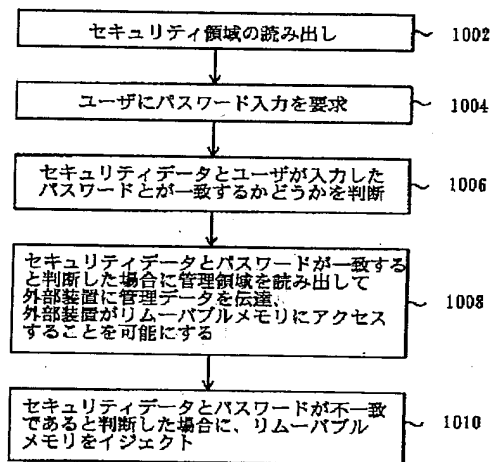 セキュリティ領域の読み出し
1002
ユーザにパスワード入力を要求
1004
セキュリティデータとユーザが入力した
パスワードとが一致するかどうかを判断
1006
セキュリティデータとパスワードが一致する
と判断した場合に管理領域を読み出して
外部装置に管理データを伝達、
外部装置がリムーバブルメモリにアクセス
することを可能にする
1008
セキュリティデータとパスワードが不一致
であると判断した場合に、リムーバブル
メモリをイジェクト
1010